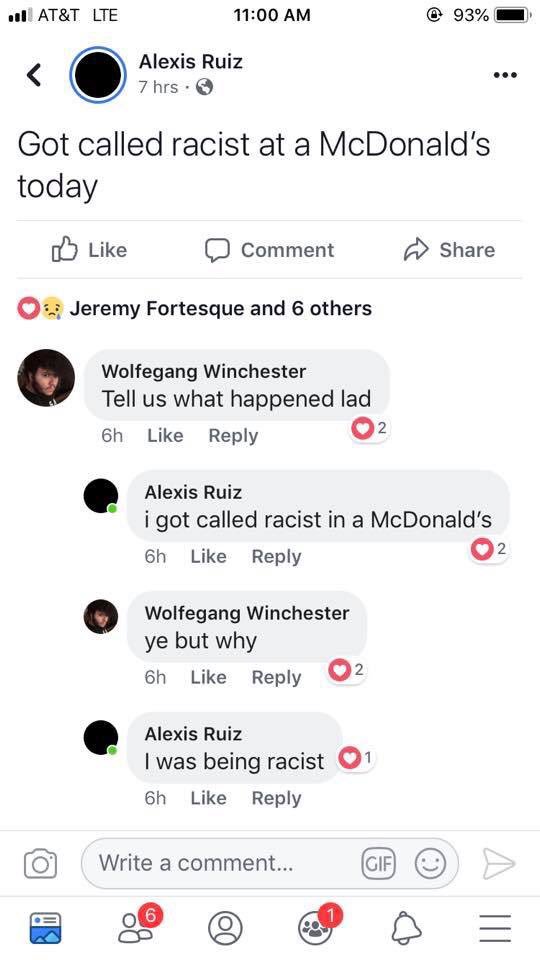 AT&T LTE 11:00 AM 93%
Alexis Ruiz
7 hrs ·
Got called racist at a McDonald's
today
Like Comment Share
Jeremy Fortesque and 6 others
Wolfegang Winchester
Tell us what happened lad
6h Like Reply 2
Alexis Ruiz
i got called racist in a McDonald's
6h Like Reply 2
Wolfegang Winchester
ye but why
6h Like Reply 2
Alexis Ruiz
I was being racist 1
6h Like Reply
Write a comment... GIF
6 1